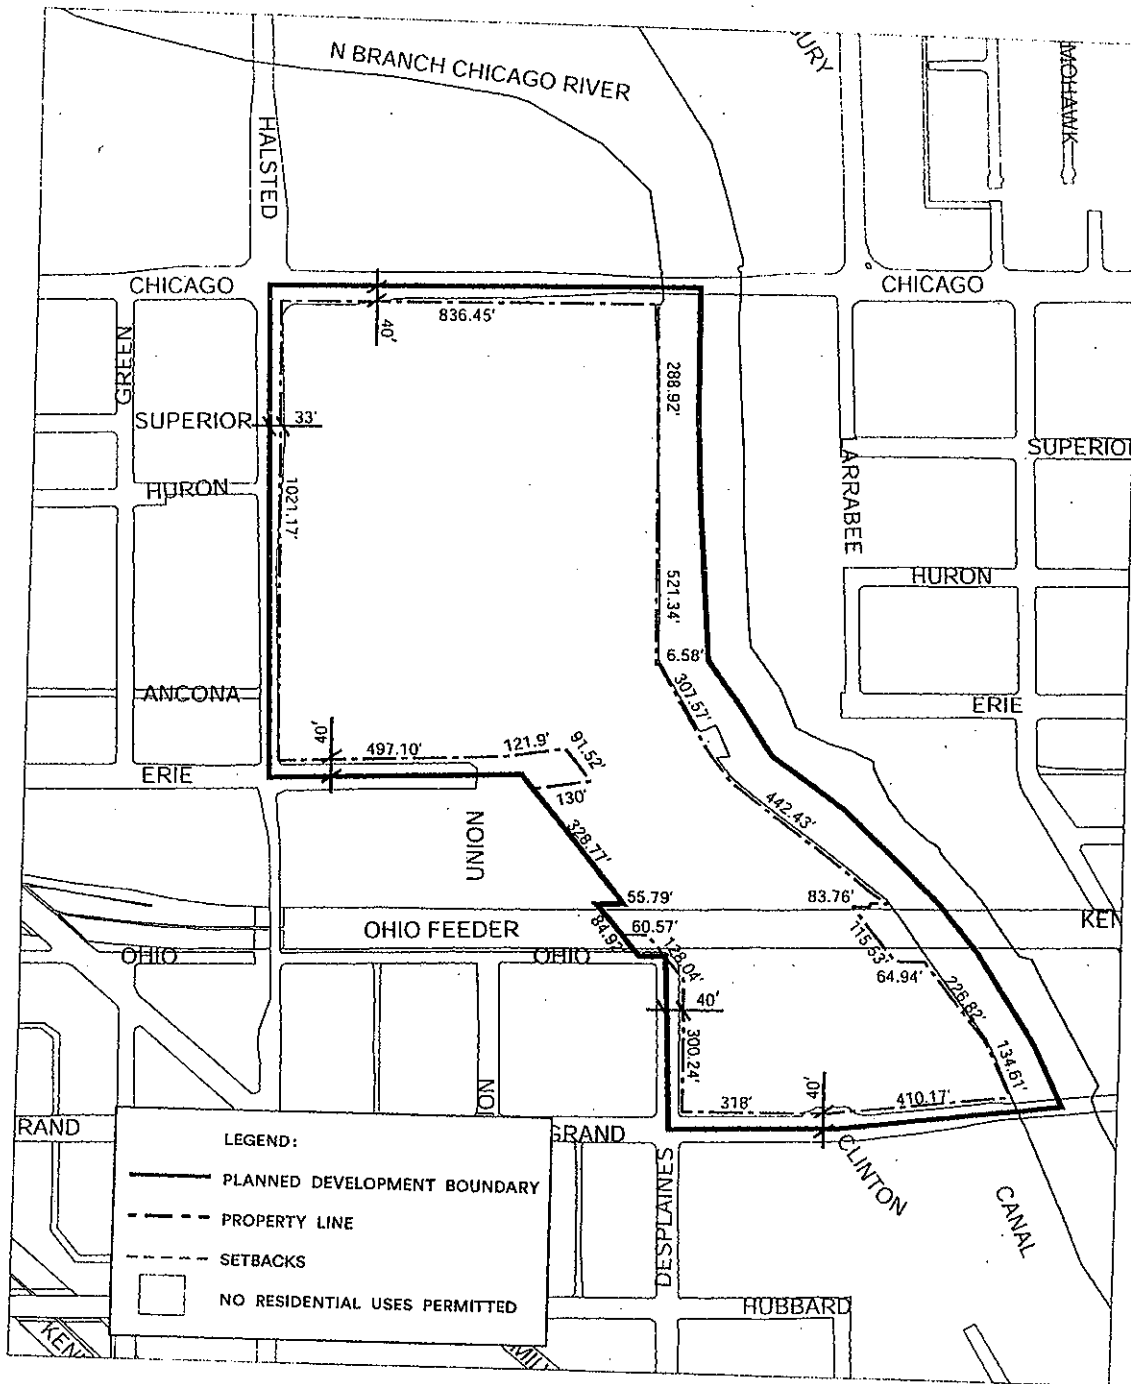 URY
MOHAWK
N BRANCH CHICAGO RIVER
HALSTED
CHICAGO
CHICAGO
836.45'
40'
GREEN
288.92'
SUPERIOR
33'
LARRABEE
SUPERIOR
HURON
1021.17'
HURON
521.34'
6.58'
307.57'
ANCONA
ERIE
40'
497.10'
121.9'
91.52'
ERIE
130'
442.43'
328.77'
UNION
55.79'
83.76'
OHIO FEEDER
84.92'
60.57'
115.53'
KEN
OHIO
OHIO
128.04'
64.94'
226.82'
40'
300.24'
134.61'
318'
40'
410.17'
RAND
GRAND
CLINTON
DESPLAINES
CANAL
HUBBARD
LEGEND:
PLANNED DEVELOPMENT BOUNDARY
PROPERTY LINE
SETBACKS
NO RESIDENTIAL USES PERMITTED